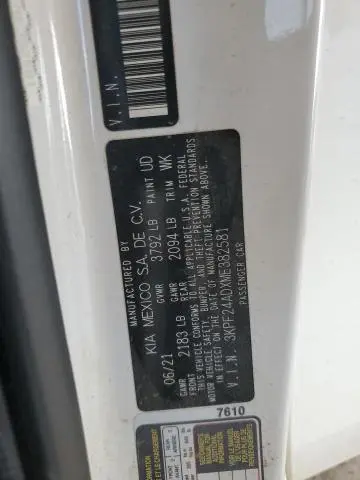 V.I.N.
MANUFACTURED BY
KIA MEXICO S.A. DE C.V.
06/21 GVWR 3792 LB PAINT UD
GAWR FRONT 2183 LB GAWR REAR 2094 LB TRIM WK
THIS VEHICLE CONFORMS TO ALL APPLICABLE U.S.A. FEDERAL
MOTOR VEHICLE SAFETY, BUMPER, AND THEFT PREVENTION STANDARDS
IN EFFECT ON THE DATE OF MANUFACTURE SHOWN ABOVE.
V.I.N. 3KPF24ADXME382581
PASSENGER CAR
7610